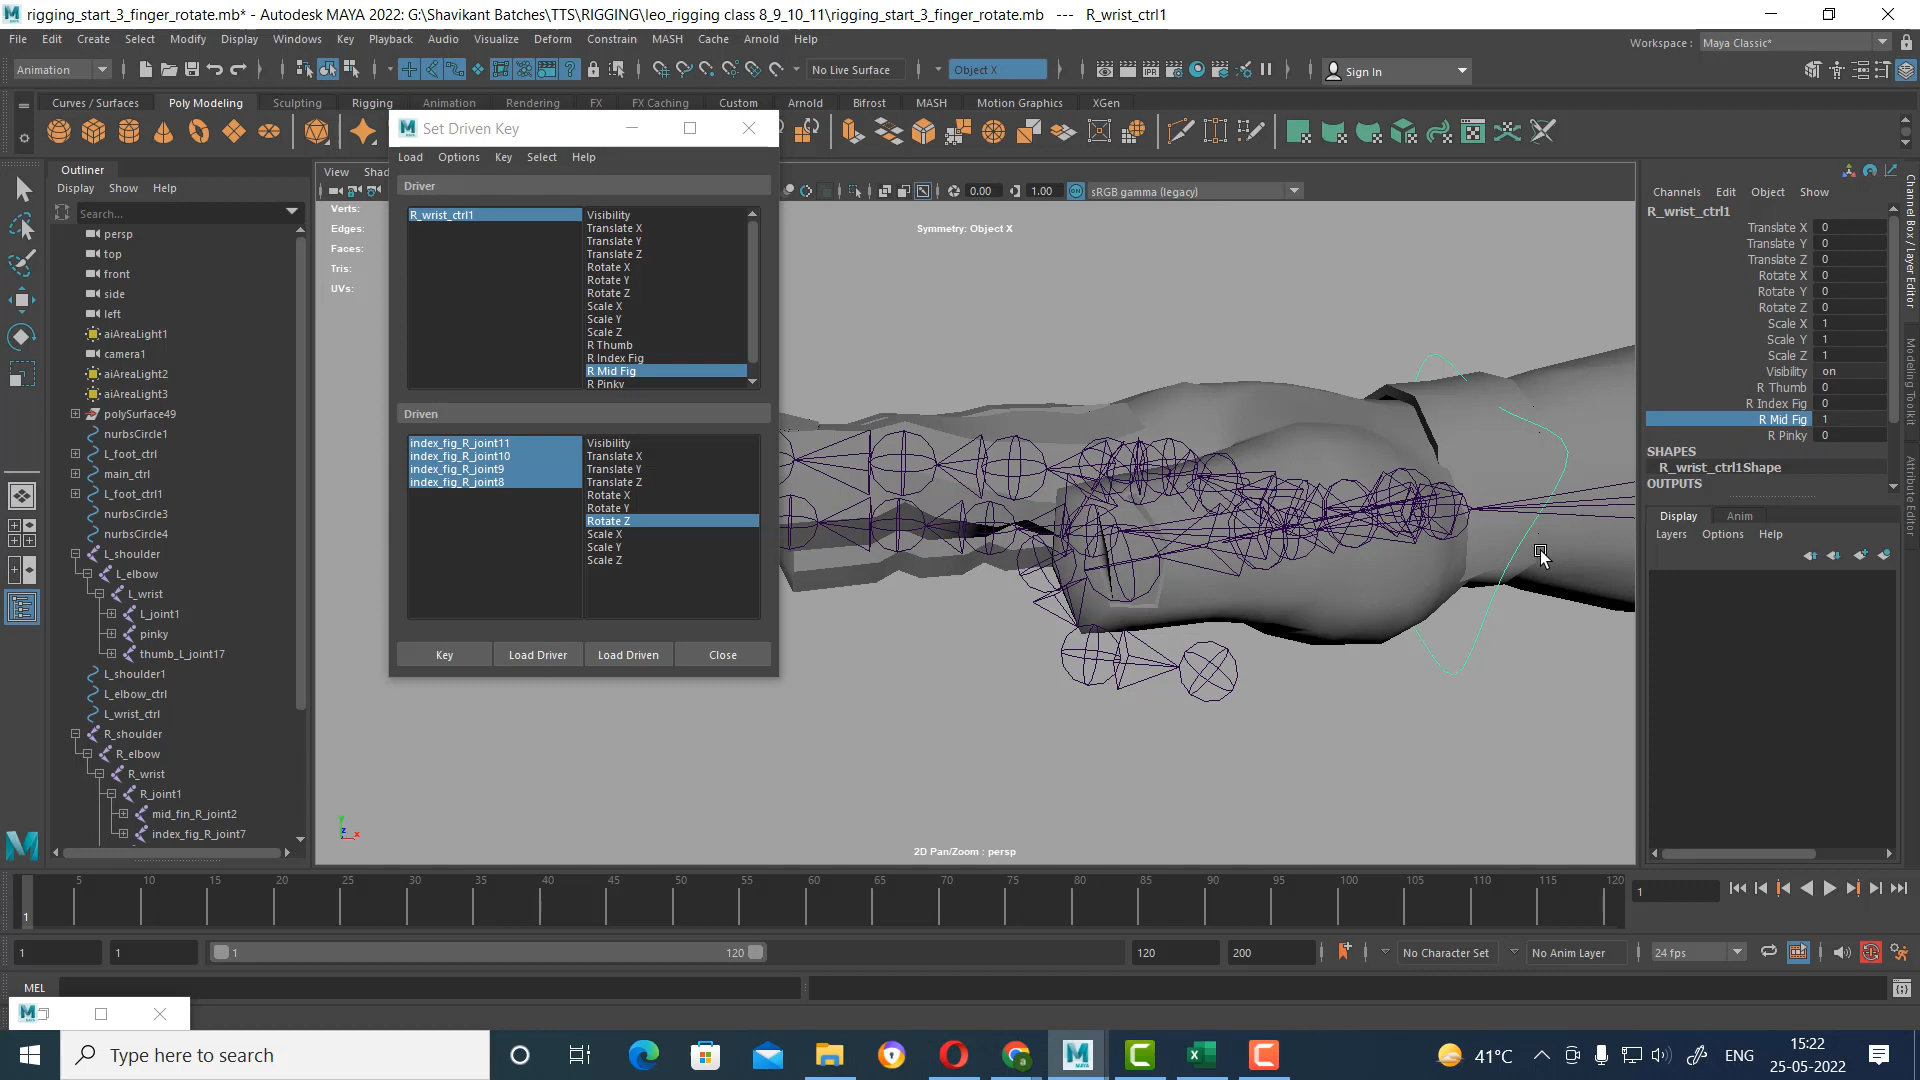 rigging_start_3_finger_rotate.mb* - Autodesk MAYA 2022: G:\Shavikant Batches\TTS\RIGGING\leo_rigging class 8_9_10_11\rigging_start_3_finger_rotate.mb --- R_wrist_ctrl1
File Edit Create Select Modify Display Windows Key Playback Audio Visualize Deform Constrain MASH Cache Arnold Help
Workspace : Maya Classic*
Animation
No Live Surface
Object X
Sign In
Curves / Surfaces Poly Modeling Sculpting Rigging Animation Rendering FX FX Caching Custom Arnold Bifrost MASH Motion Graphics XGen
Outliner
Display Show Help
Search...
persp
top
front
side
left
aiAreaLight1
camera1
aiAreaLight2
aiAreaLight3
polySurface49
nurbsCircle1
L_foot_ctrl
main_ctrl
L_foot_ctrl1
nurbsCircle3
nurbsCircle4
L_shoulder
L_elbow
L_wrist
L_joint1
pinky
thumb_L_joint17
L_shoulder1
L_elbow_ctrl
L_wrist_ctrl
R_shoulder
R_elbow
R_wrist
R_joint1
mid_fin_R_joint2
index_fig_R_joint7
View Shad
Verts:
Edges:
Faces:
Tris:
UVs:
Set Driven Key
Load Options Key Select Help
Driver
R_wrist_ctrl1
Visibility
Translate X
Translate Y
Translate Z
Rotate X
Rotate Y
Rotate Z
Scale X
Scale Y
Scale Z
R Thumb
R Index Fig
R Mid Fig
R Pinky
Driven
index_fig_R_joint11
index_fig_R_joint10
index_fig_R_joint9
index_fig_R_joint8
Visibility
Translate X
Translate Y
Translate Z
Rotate X
Rotate Y
Rotate Z
Scale X
Scale Y
Scale Z
Key Load Driver Load Driven Close
0.00 1.00 ON sRGB gamma (legacy)
Symmetry: Object X
2D Pan/Zoom : persp
y
z
x
Channels Edit Object Show
R_wrist_ctrl1
Translate X 0
Translate Y 0
Translate Z 0
Rotate X 0
Rotate Y 0
Rotate Z 0
Scale X 1
Scale Y 1
Scale Z 1
Visibility on
R Thumb 0
R Index Fig 0
R Mid Fig 1
R Pinky 0
SHAPES
R_wrist_ctrl1Shape
OUTPUTS
Display Anim
Layers Options Help
Channel Box / Layer Editor
Modeling Toolkit
Attribute Editor
5 10 15 20 25 30 35 40 45 50 55 60 65 70 75 80 85 90 95 100 105 110 115 120
1
1
1 1 1 120 120 200 No Character Set No Anim Layer 24 fps
MEL
Type here to search
41°C
ENG
15:22
25-05-2022